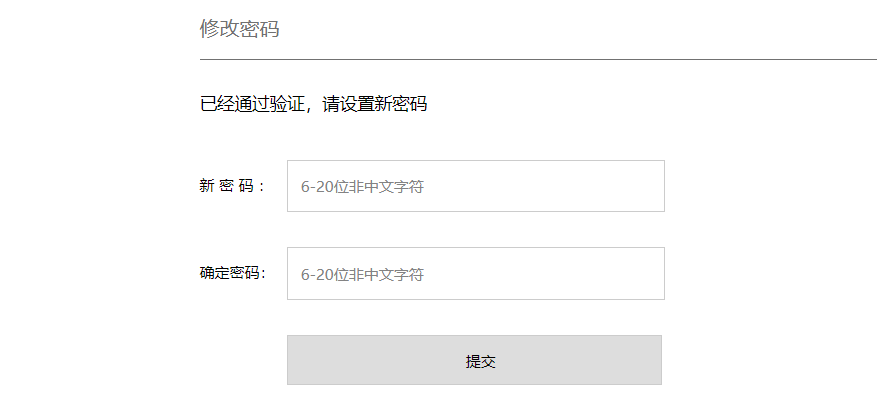 修改密码
已经通过验证，请设置新密码
新 密 码 ： 6-20位非中文字符
确定密码： 6-20位非中文字符
提交